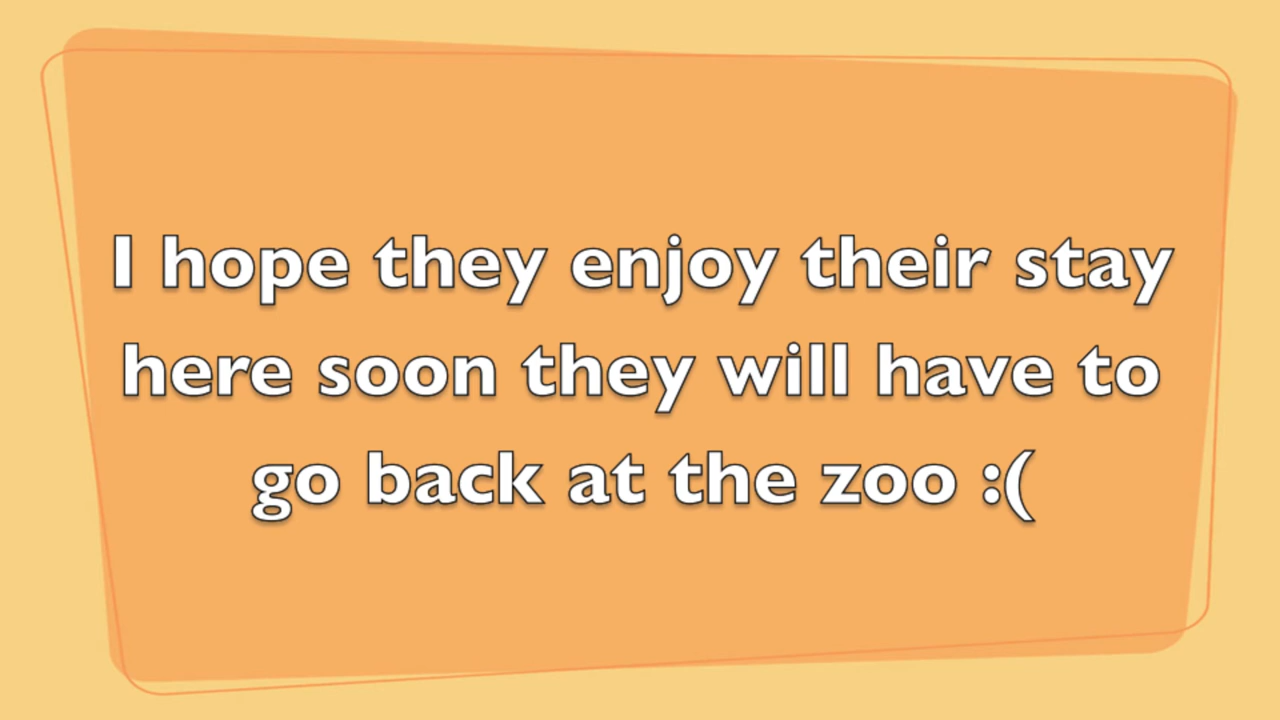 I hope they enjoy their stay
here soon they will have to
go back at the zoo :(